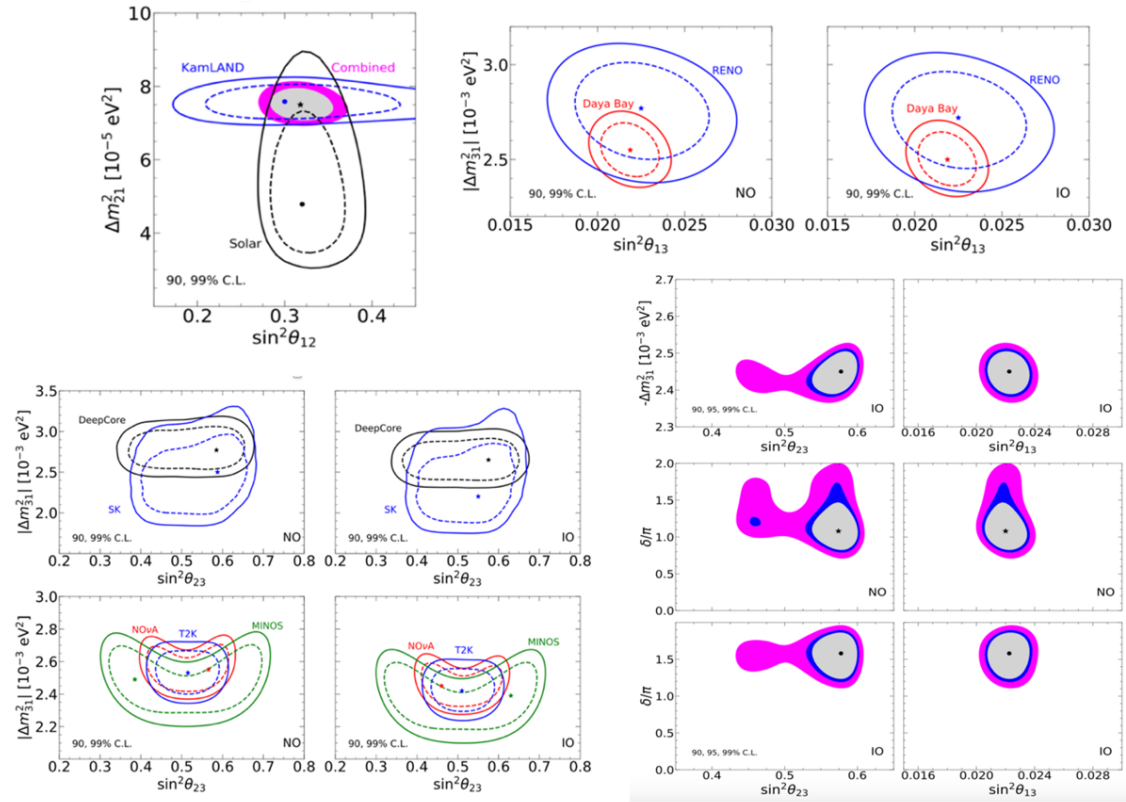 10
8
6
4
Δm²₂₁ [10⁻⁵ eV²]
KamLAND
Combined
Solar
90, 99% C.L.
0.2 0.3 0.4
sin²θ₁₂
3.0
2.5
|Δm²₃₁| [10⁻³ eV²]
RENO
Daya Bay
90, 99% C.L.
NO
0.015 0.020 0.025 0.030
sin²θ₁₃
RENO
Daya Bay
90, 99% C.L.
IO
0.015 0.020 0.025 0.030
sin²θ₁₃
3.5
3.0
2.5
2.0
|Δm²₃₁| [10⁻³ eV²]
DeepCore
SK
90, 99% C.L.
NO
0.2 0.3 0.4 0.5 0.6 0.7
sin²θ₂₃
DeepCore
SK
90, 99% C.L.
IO
0.2 0.3 0.4 0.5 0.6 0.7
sin²θ₂₃
3.0
2.8
2.6
2.4
2.2
2.0
|Δm²₃₁| [10⁻³ eV²]
NOνA
T2K
MINOS
90, 99% C.L.
NO
0.2 0.3 0.4 0.5 0.6 0.7 0.8
sin²θ₂₃
NOνA
T2K
MINOS
90, 99% C.L.
IO
0.2 0.3 0.4 0.5 0.6 0.7 0.8
sin²θ₂₃
2.7
2.6
2.5
2.4
2.3
-Δm²₃₁ [10⁻³ eV²]
90, 95, 99% C.L.
IO
0.4 0.5 0.6
sin²θ₂₃
IO
0.016 0.020 0.024 0.028
sin²θ₁₃
2.0
1.5
1.0
0.5
0.0
δ/π
NO
NO
1.5
1.0
0.5
0.0
δ/π
90, 95, 99% C.L.
IO
0.4 0.5 0.6
sin²θ₂₃
IO
0.016 0.020 0.024 0.028
sin²θ₁₃